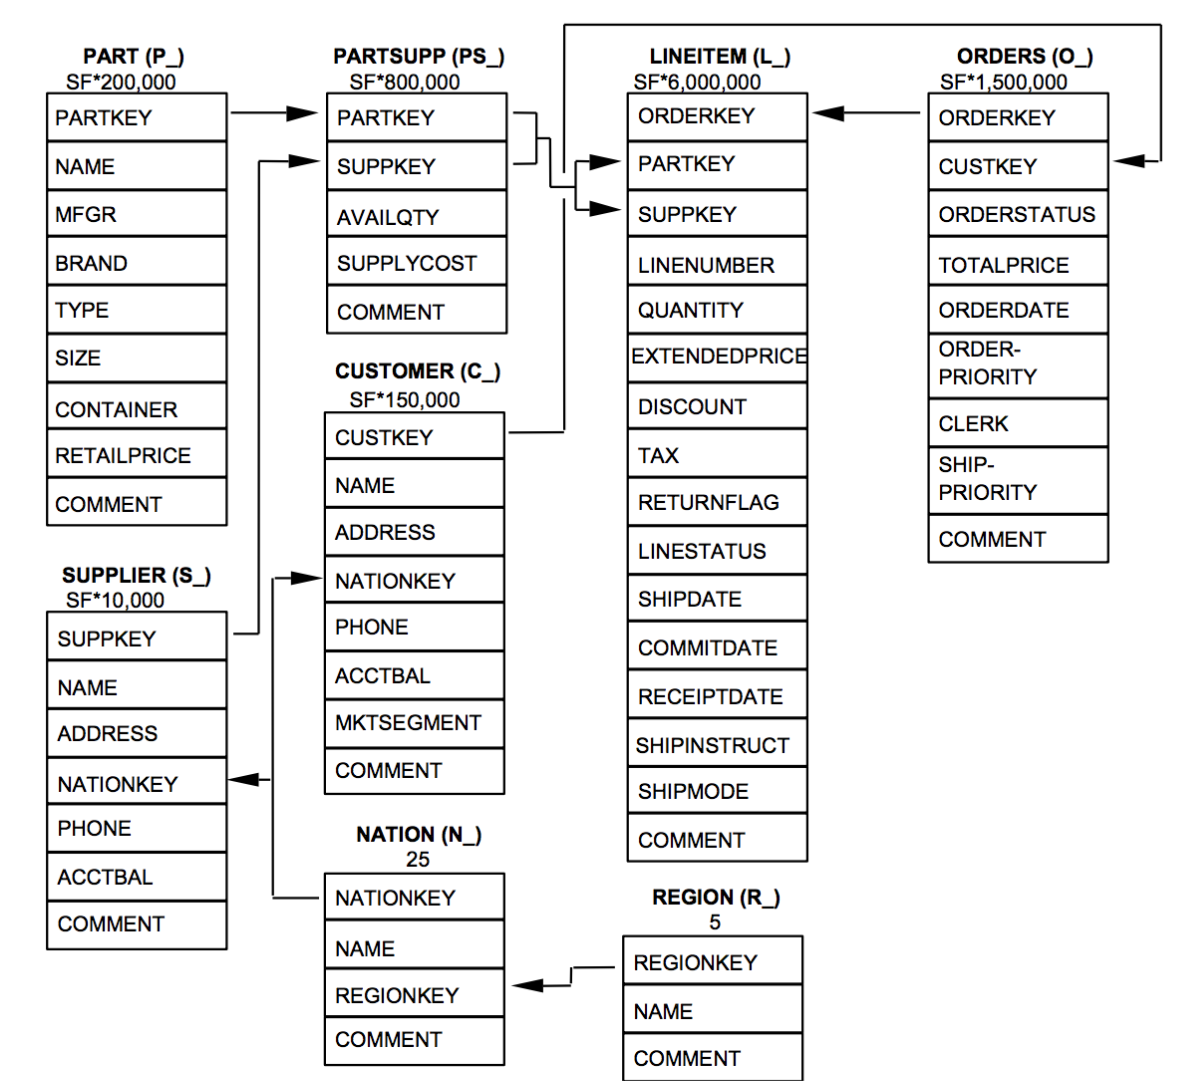 PART (P_)
SF*200,000
PARTKEY
NAME
MFGR
BRAND
TYPE
SIZE
CONTAINER
RETAILPRICE
COMMENT
SUPPLIER (S_)
SF*10,000
SUPPKEY
NAME
ADDRESS
NATIONKEY
PHONE
ACCTBAL
COMMENT
PARTSUPP (PS_)
SF*800,000
PARTKEY
SUPPKEY
AVAILQTY
SUPPLYCOST
COMMENT
CUSTOMER (C_)
SF*150,000
CUSTKEY
NAME
ADDRESS
NATIONKEY
PHONE
ACCTBAL
MKTSEGMENT
COMMENT
NATION (N_)
25
NATIONKEY
NAME
REGIONKEY
COMMENT
LINEITEM (L_)
SF*6,000,000
ORDERKEY
PARTKEY
SUPPKEY
LINENUMBER
QUANTITY
EXTENDEDPRICE
DISCOUNT
TAX
RETURNFLAG
LINESTATUS
SHIPDATE
COMMITDATE
RECEIPTDATE
SHIPINSTRUCT
SHIPMODE
COMMENT
REGION (R_)
5
REGIONKEY
NAME
COMMENT
ORDERS (O_)
SF*1,500,000
ORDERKEY
CUSTKEY
ORDERSTATUS
TOTALPRICE
ORDERDATE
ORDER-
PRIORITY
CLERK
SHIP-
PRIORITY
COMMENT